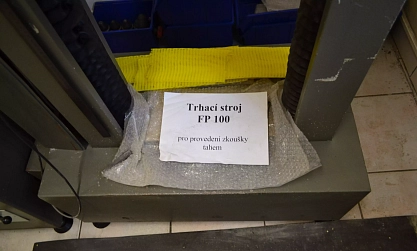 Trhací stroj
FP 100
pro provedení zkoušky
tahem